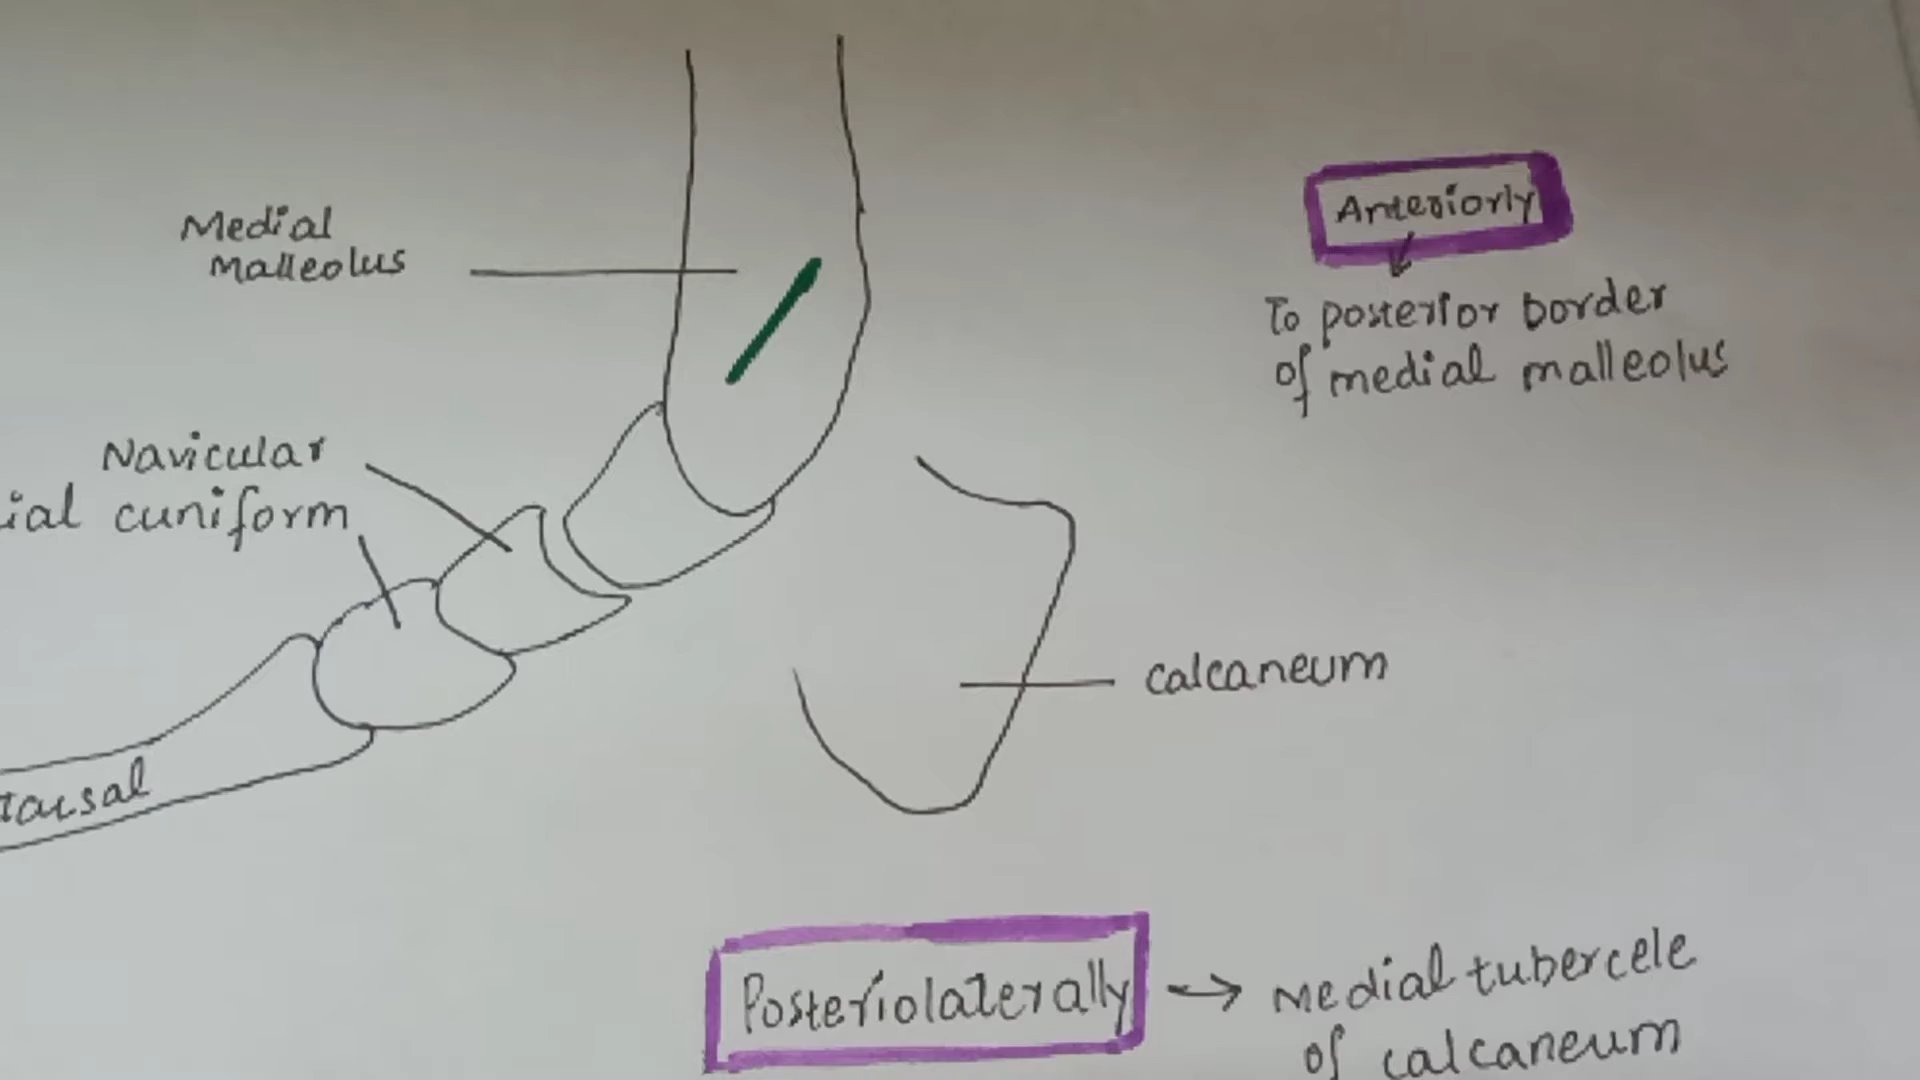 Medial
Malleolus
Anteriorly
To posterior border
of medial malleolus
Navicular
ial cuniform
calcaneum
tarsal
Posteriolaterally → Medial tubercele
of calcaneum